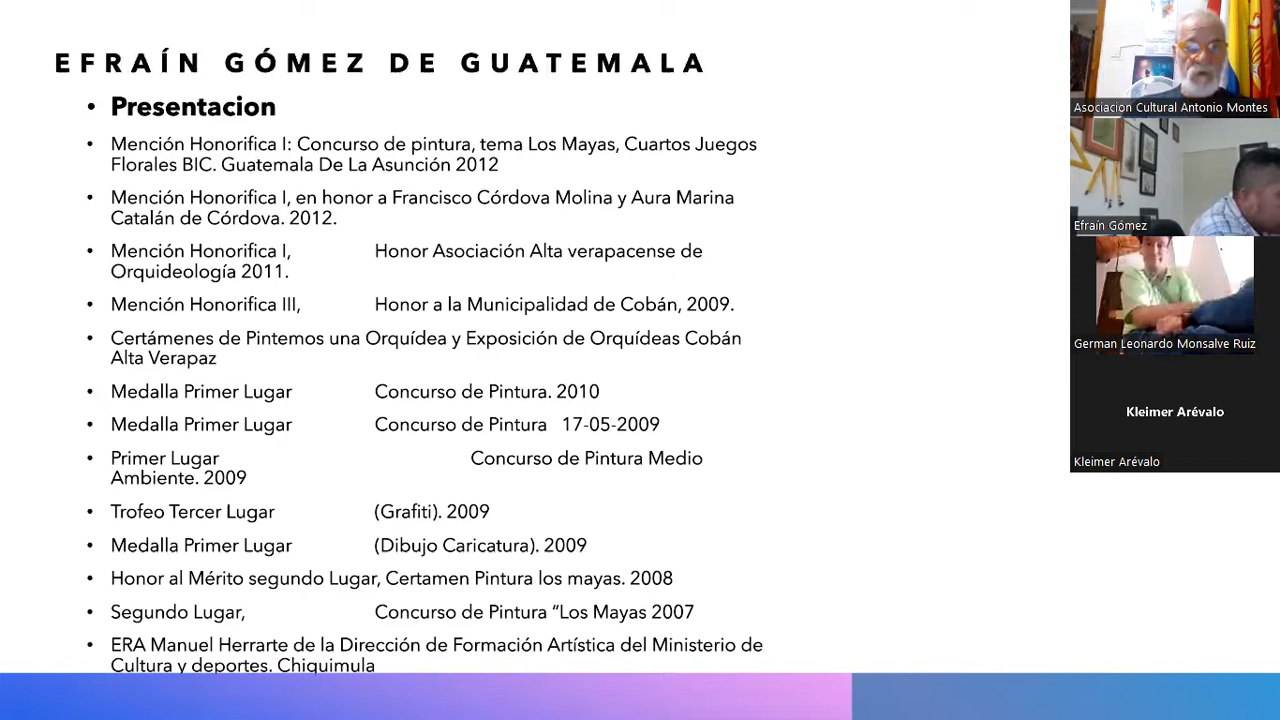 EFRAÍN GÓMEZ DE GUATEMALA
• Presentacion
• Mención Honorifica I: Concurso de pintura, tema Los Mayas, Cuartos Juegos
Florales BIC. Guatemala De La Asunción 2012
• Mención Honorifica I, en honor a Francisco Córdova Molina y Aura Marina
Catalán de Córdova. 2012.
• Mención Honorifica I, Honor Asociación Alta verapacense de
Orquideología 2011.
• Mención Honorifica III, Honor a la Municipalidad de Cobán, 2009.
• Certámenes de Pintemos una Orquídea y Exposición de Orquídeas Cobán
Alta Verapaz
• Medalla Primer Lugar Concurso de Pintura. 2010
• Medalla Primer Lugar Concurso de Pintura 17-05-2009
• Primer Lugar Concurso de Pintura Medio
Ambiente. 2009
• Trofeo Tercer Lugar (Grafiti). 2009
• Medalla Primer Lugar (Dibujo Caricatura). 2009
• Honor al Mérito segundo Lugar, Certamen Pintura los mayas. 2008
• Segundo Lugar, Concurso de Pintura “Los Mayas 2007
• ERA Manuel Herrarte de la Dirección de Formación Artística del Ministerio de
Cultura y deportes. Chiquimula
Asociacion Cultural Antonio Montes
Efraín Gómez
German Leonardo Monsalve Ruiz
Kleimer Arévalo
Kleimer Arévalo